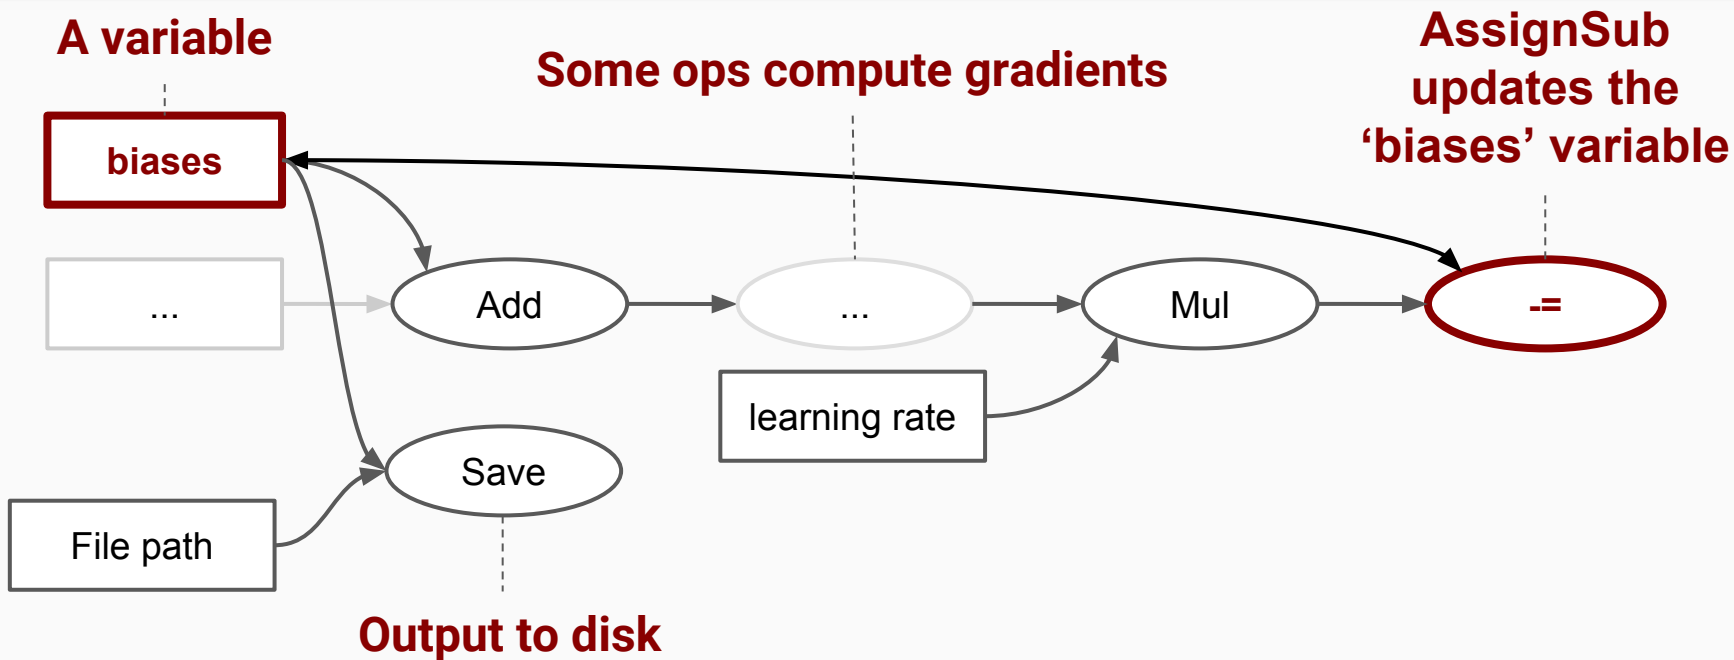 A variable
Some ops compute gradients
AssignSub
updates the
‘biases’ variable
biases
...
Add
...
Mul
-=
learning rate
Save
File path
Output to disk